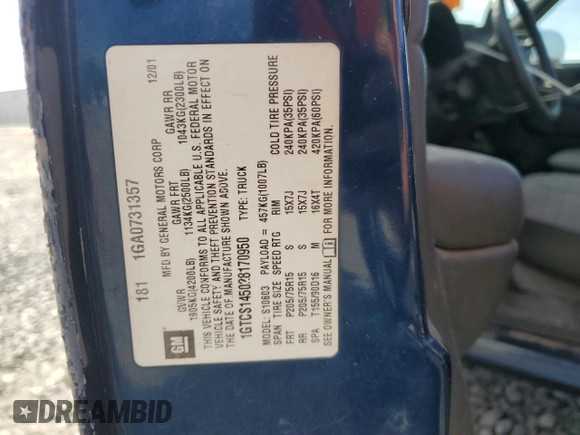 181 1GA0731357
MFD BY GENERAL MOTORS CORP 12/01
GVWR GAWR FRT GAWR RR
1905KG(4200LB) 1134KG(2500LB) 1043KG(2300LB)
THIS VEHICLE CONFORMS TO ALL APPLICABLE U.S. FEDERAL MOTOR
VEHICLE SAFETY AND THEFT PREVENTION STANDARDS IN EFFECT ON
THE DATE OF MANUFACTURE SHOWN ABOVE.
1GTCS145028170950 TYPE: TRUCK
MODEL: S10603 PAYLOAD = 457KG(1007LB)
SPAN TIRE SIZE SPEED RTG RIM COLD TIRE PRESSURE
FRT P205/75R15 S 15X7J 240KPA(35PSI)
RR P205/75R15 S 15X7J 240KPA(35PSI)
SPA T155/90D16 M 16X4T 420KPA(60PSI)
SEE OWNER'S MANUAL FOR MORE INFORMATION.
GM
DREAMBID